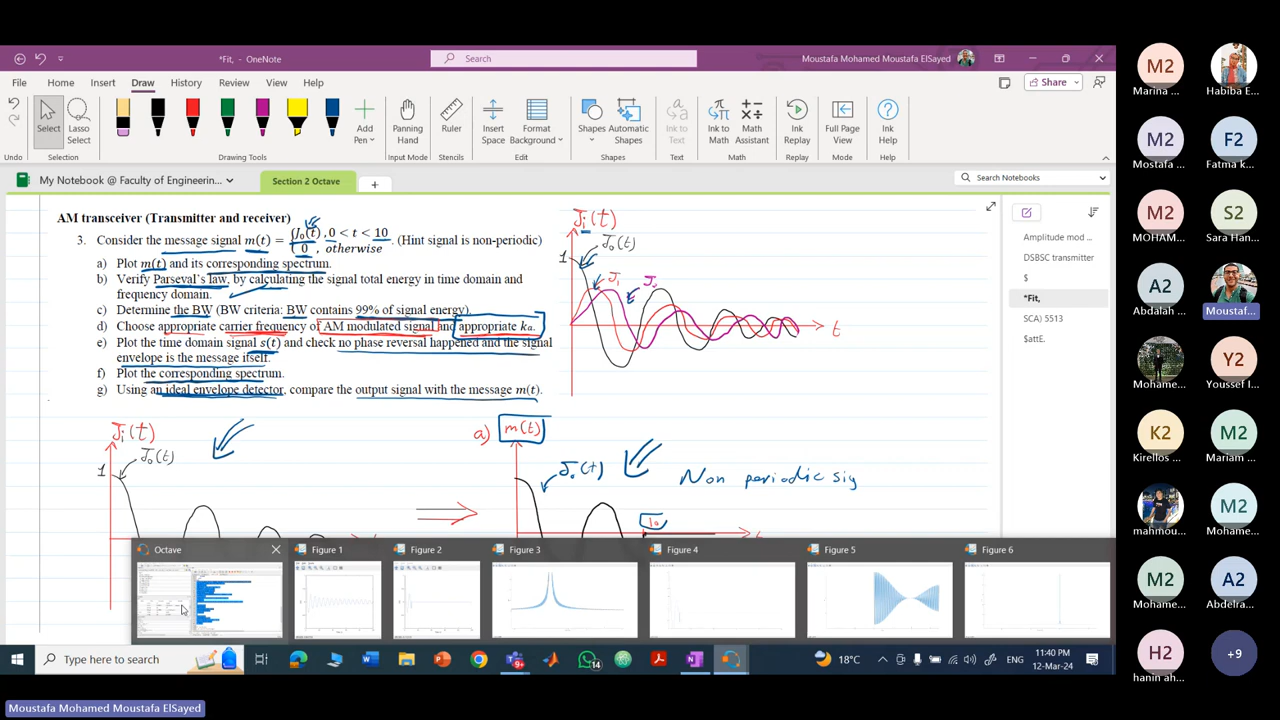 *Fit, - OneNote
Search
Moustafa Mohamed Moustafa ElSayed
File Home Insert Draw History Review View Help
Share
Select
Lasso Select
Add Pen
Panning Hand
Ruler
Insert Space
Format Background
Shapes
Automatic Shapes
Ink to Text
Ink to Math
Math Assistant
Ink Replay
Full Page View
Ink Help
Undo Selection Drawing Tools Input Mode Stencils Edit Shapes Text Math Replay Mode Help
My Notebook @ Faculty of Engineerin...
Section 2 Octave
Search Notebooks
AM transceiver (Transmitter and receiver)
3. Consider the message signal m(t) = {J₀(t), 0 < t < 10
0 , otherwise
(Hint signal is non-periodic)
a) Plot m(t) and its corresponding spectrum.
b) Verify Parseval's law, by calculating the signal total energy in time domain and
frequency domain.
c) Determine the BW (BW criteria: BW contains 99% of signal energy).
d) Choose appropriate carrier frequency of AM modulated signal and appropriate kₐ.
e) Plot the time domain signal s(t) and check no phase reversal happened and the signal
envelope is the message itself.
f) Plot the corresponding spectrum.
g) Using an ideal envelope detector, compare the output signal with the message m(t).
Jᵢ(t)
J₀(t)
1
J₁
t
Jᵢ(t)
J₀(t)
1
a) m(t)
J₀(t)
Non periodic sig
10
Amplitude mod ...
DSBSC transmitter
$
*Fit,
SCA) 5513
$attE.
Octave
Figure 1
Figure 2
Figure 3
Figure 4
Figure 5
Figure 6
Type here to search
14
18°C
ENG
11:40 PM
12-Mar-24
M2
Marina ...
Habiba E...
M2
Mostafa ...
F2
Fatma k...
M2
MOHAM...
S2
Sara Han...
A2
Abdalah ...
Moustaf...
Mohame...
Y2
Youssef I...
K2
Kirellos ...
M2
Mariam ...
mahmou...
M2
Mohame...
M2
Mohame...
A2
Abdelra...
H2
hanin ah...
+9
Moustafa Mohamed Moustafa ElSayed